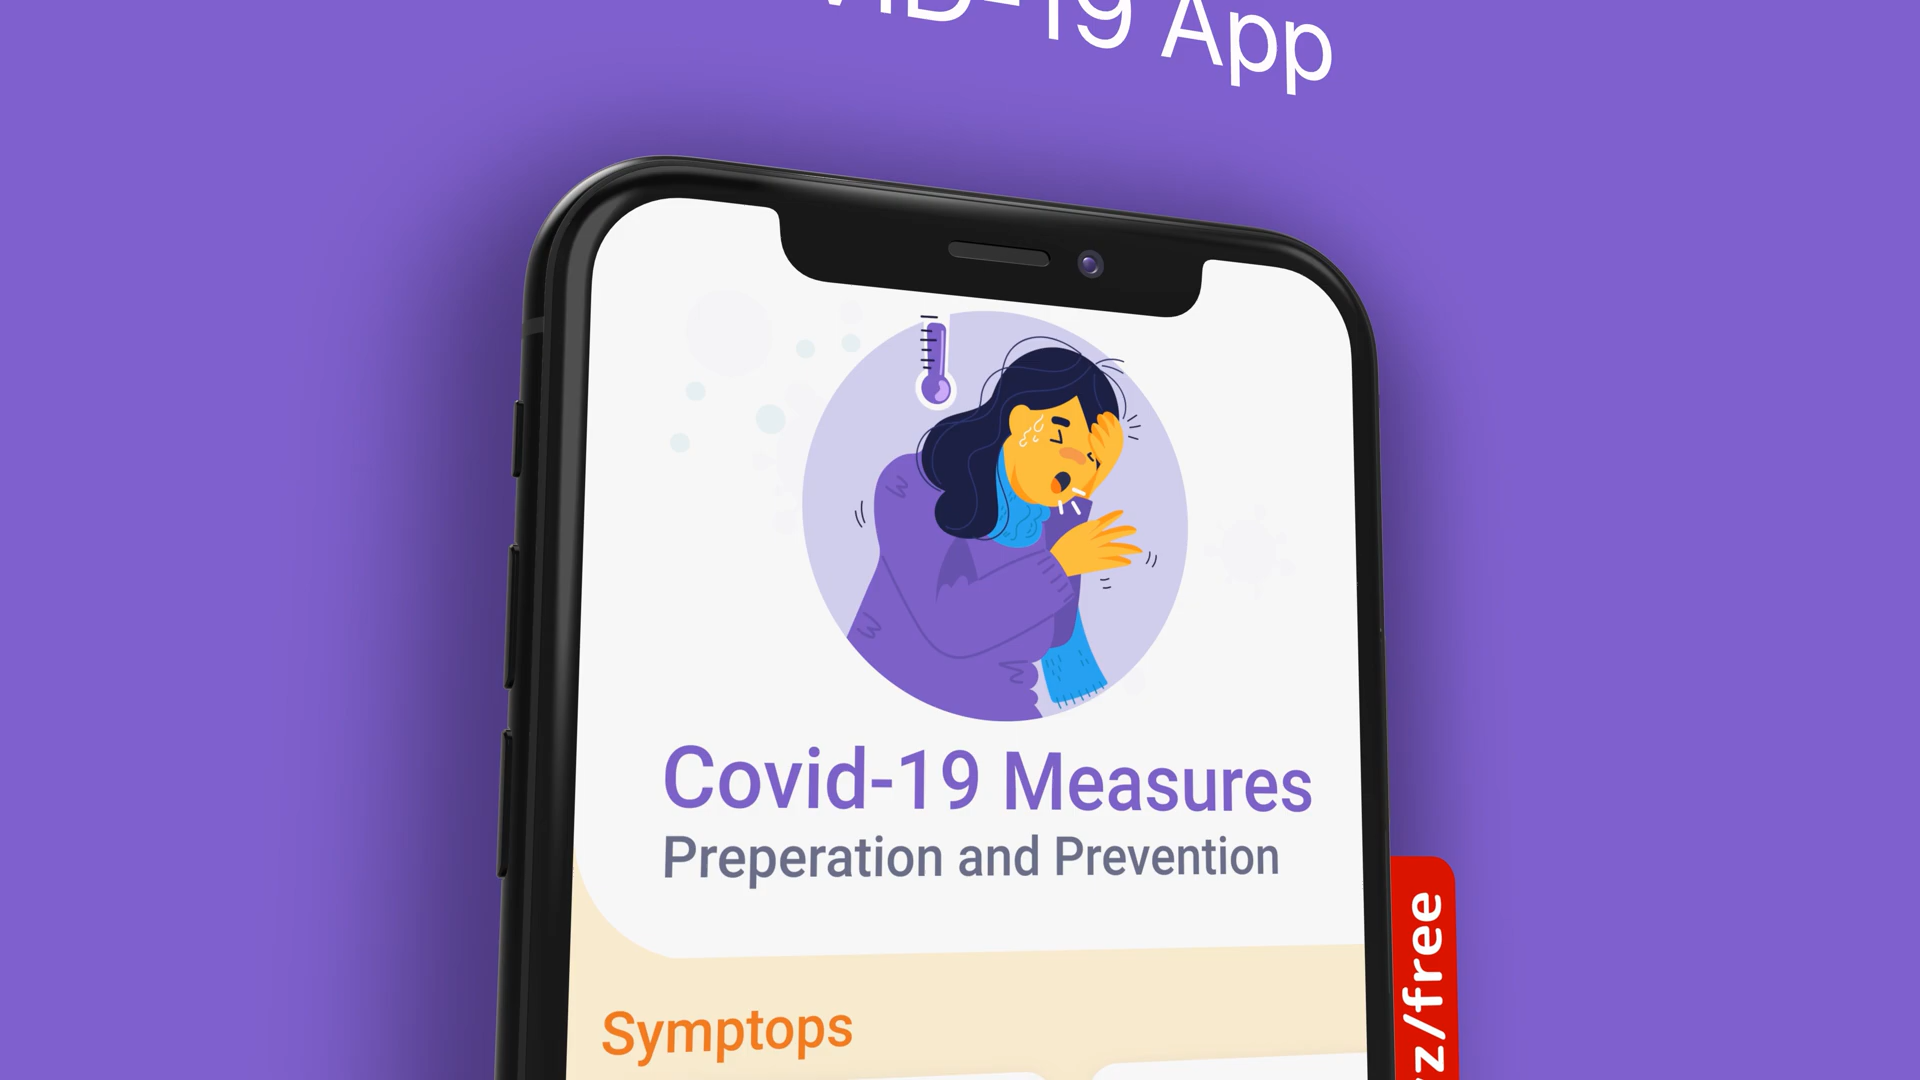 App
Covid-19 Measures
Preperation and Prevention
Symptops
/free